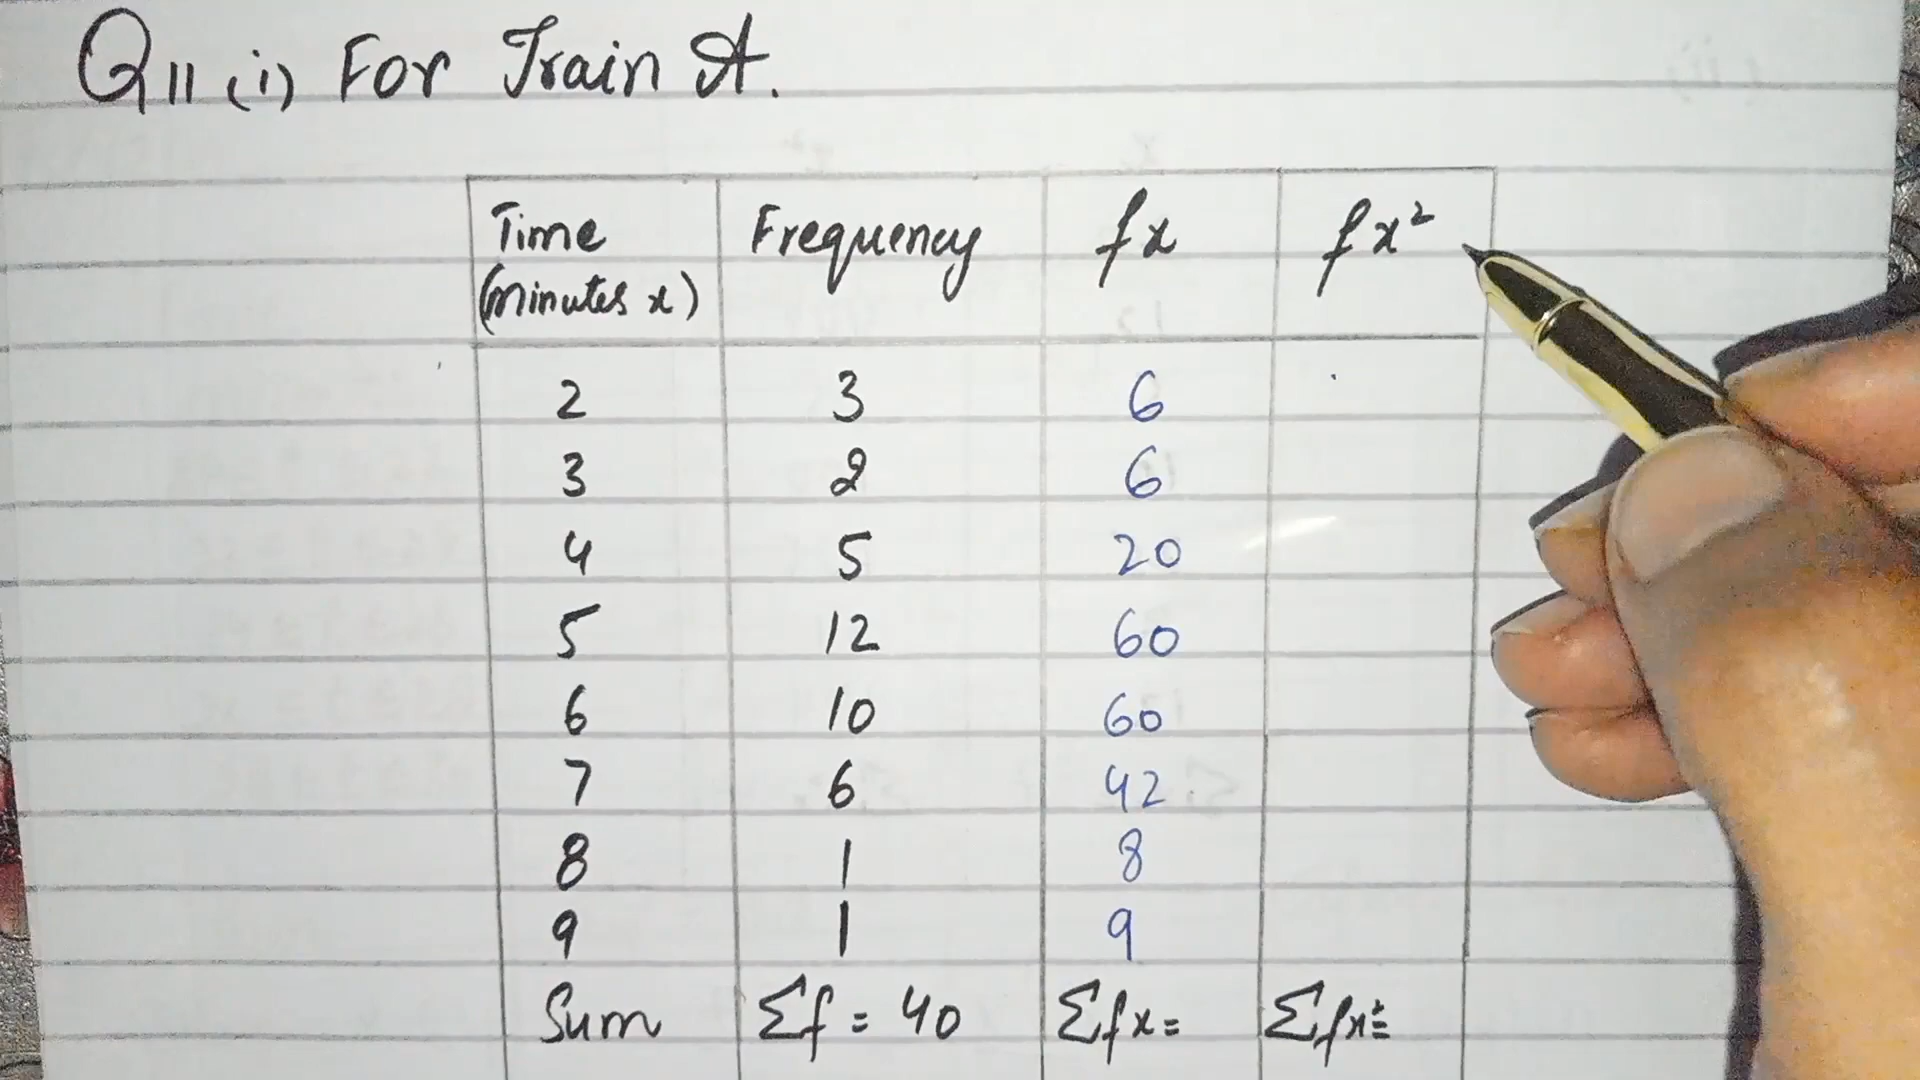 Q11 (i) For Train A.
Time (minutes x) Frequency fx fx²
2 3 6
3 2 6
4 5 20
5 12 60
6 10 60
7 6 42
8 1 8
9 1 9
Sum Σf = 40 Σfx = Σfx² =